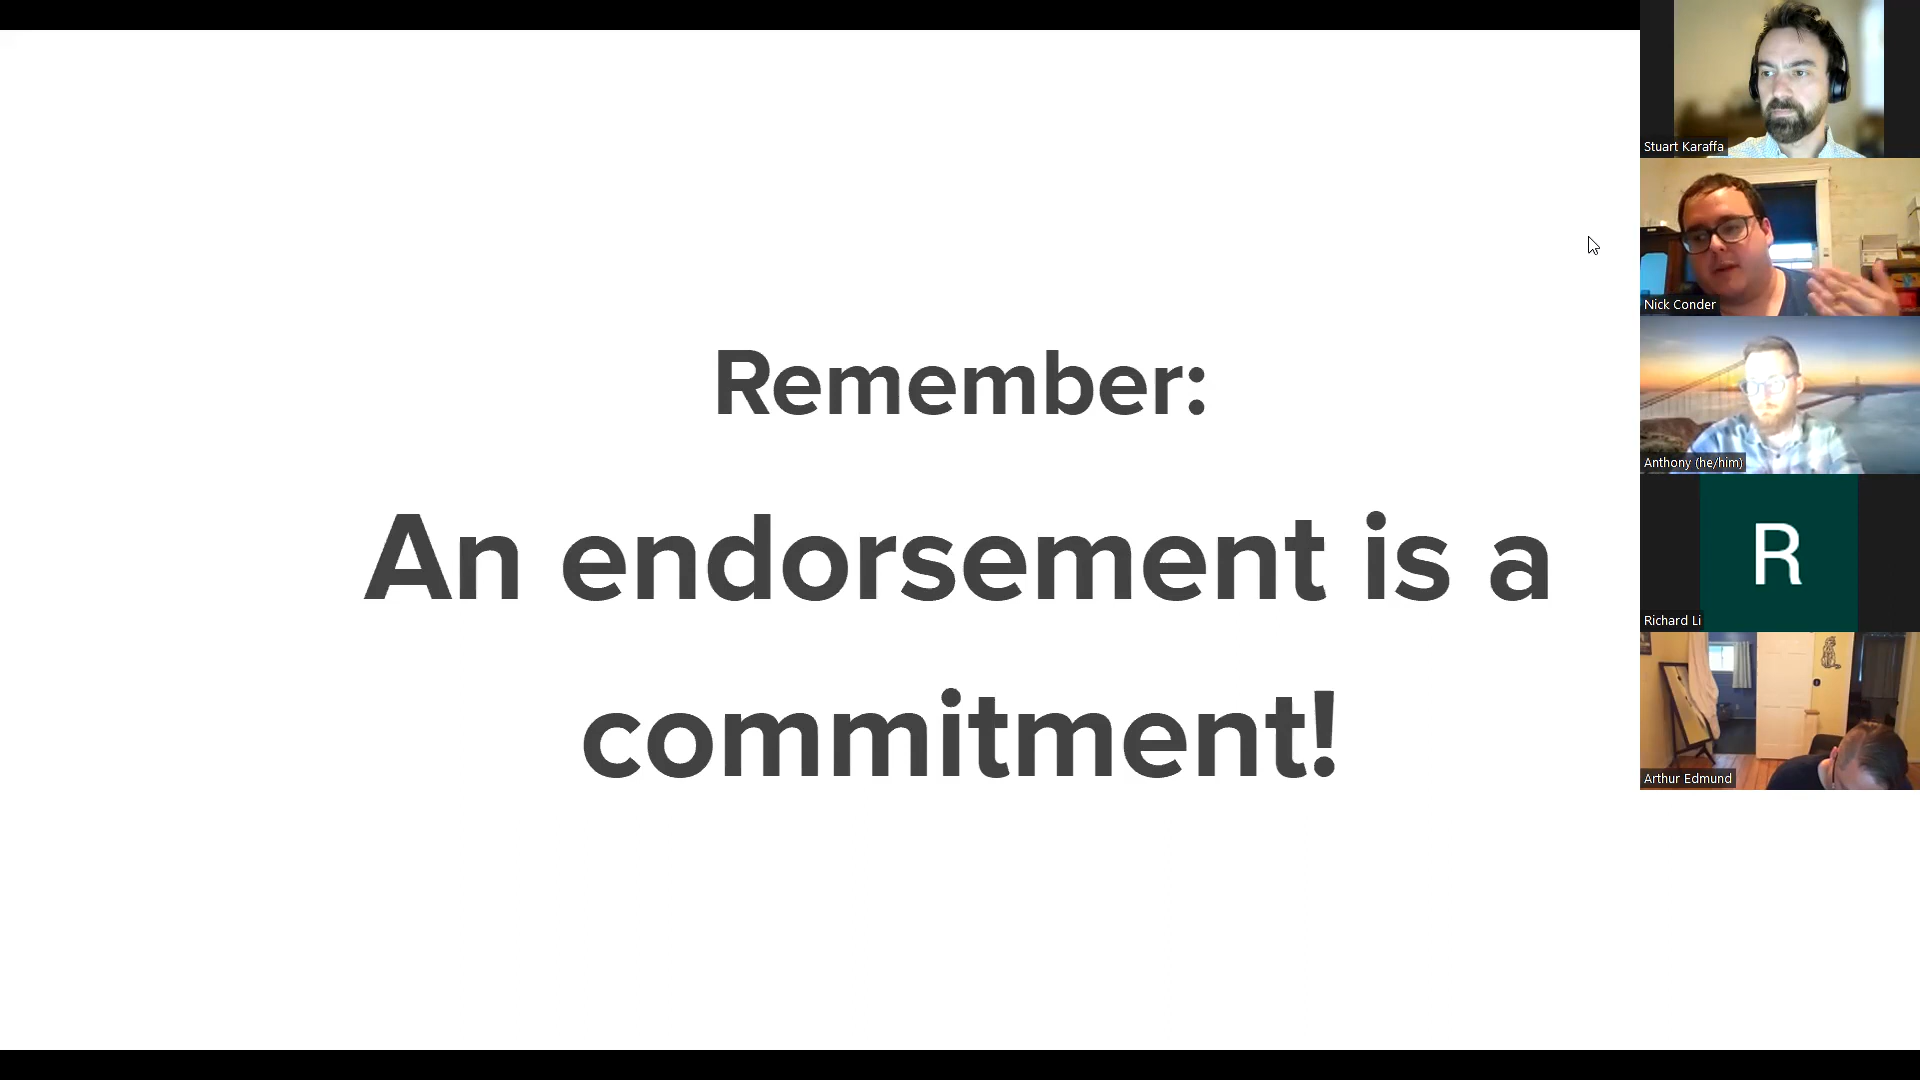 Remember:
An endorsement is a
commitment!
Stuart Karaffa
Nick Conder
Anthony (he/him)
R
Richard Li
Arthur Edmund